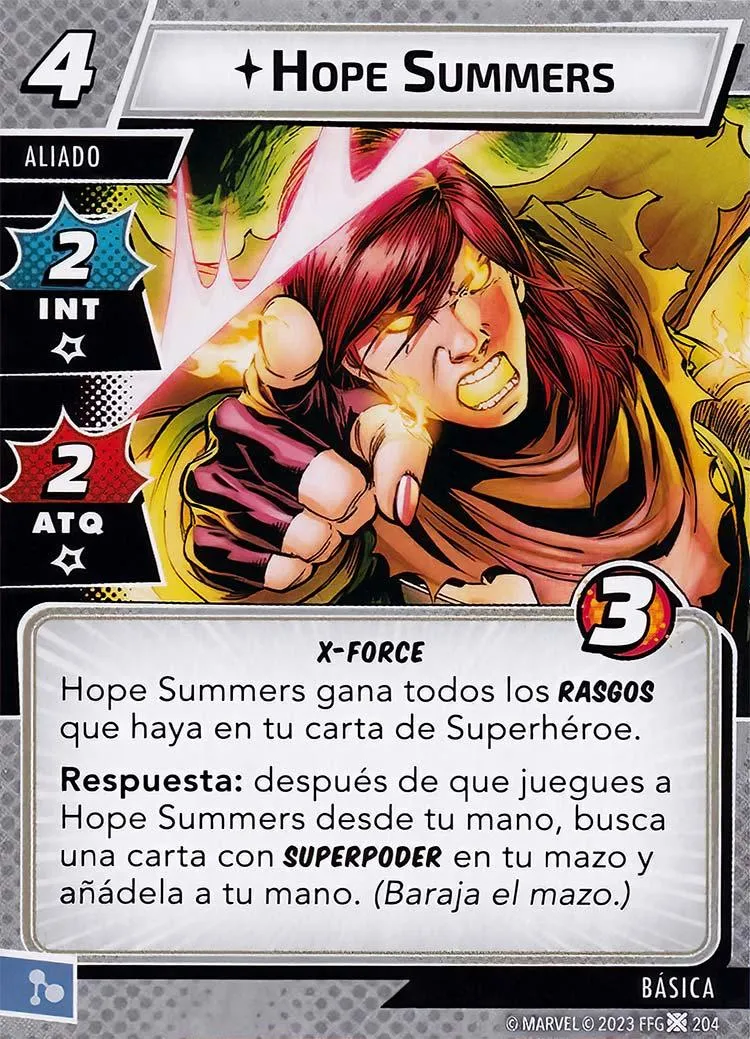 4
HOPE SUMMERS
ALIADO
2
INT
2
ATQ
3
X-FORCE
Hope Summers gana todos los RASGOS
que haya en tu carta de Superhéroe.
Respuesta: después de que juegues a
Hope Summers desde tu mano, busca
una carta con SUPERPODER en tu mazo y
añádela a tu mano. (Baraja el mazo.)
BÁSICA
© MARVEL © 2023 FFG 204